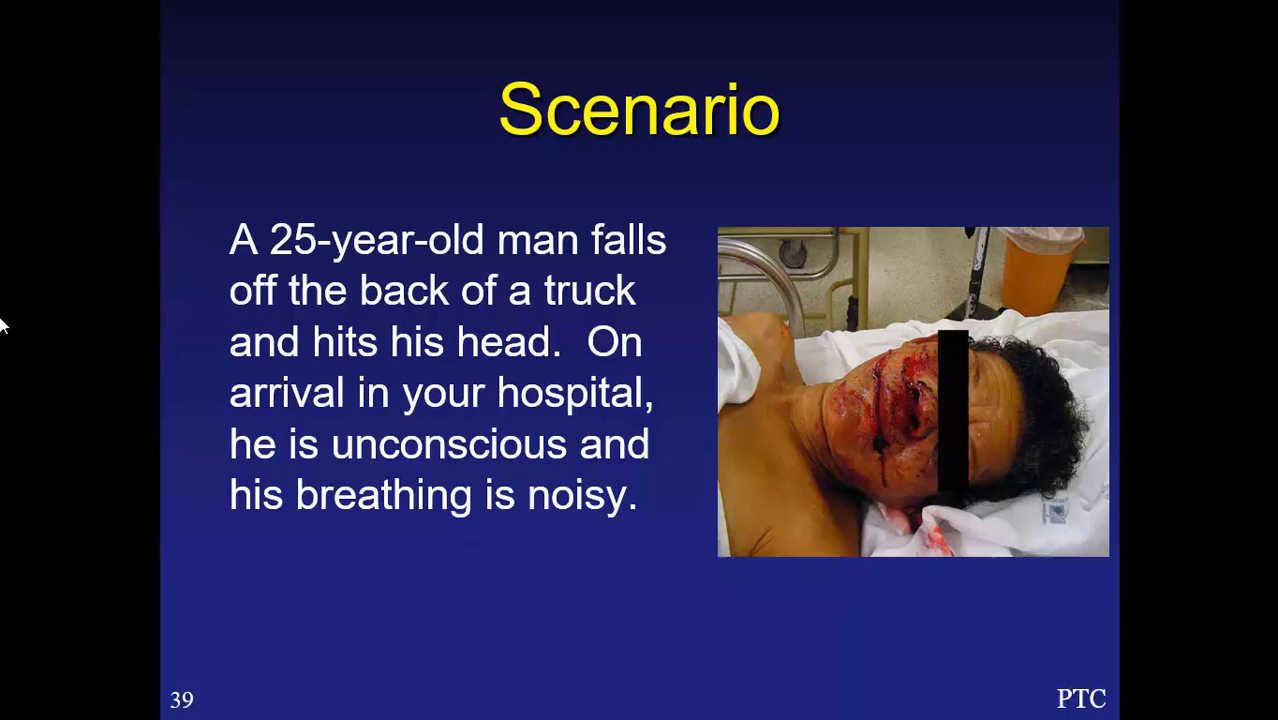 Scenario
A 25-year-old man falls
off the back of a truck
and hits his head.  On
arrival in your hospital,
he is unconscious and
his breathing is noisy.
39
PTC